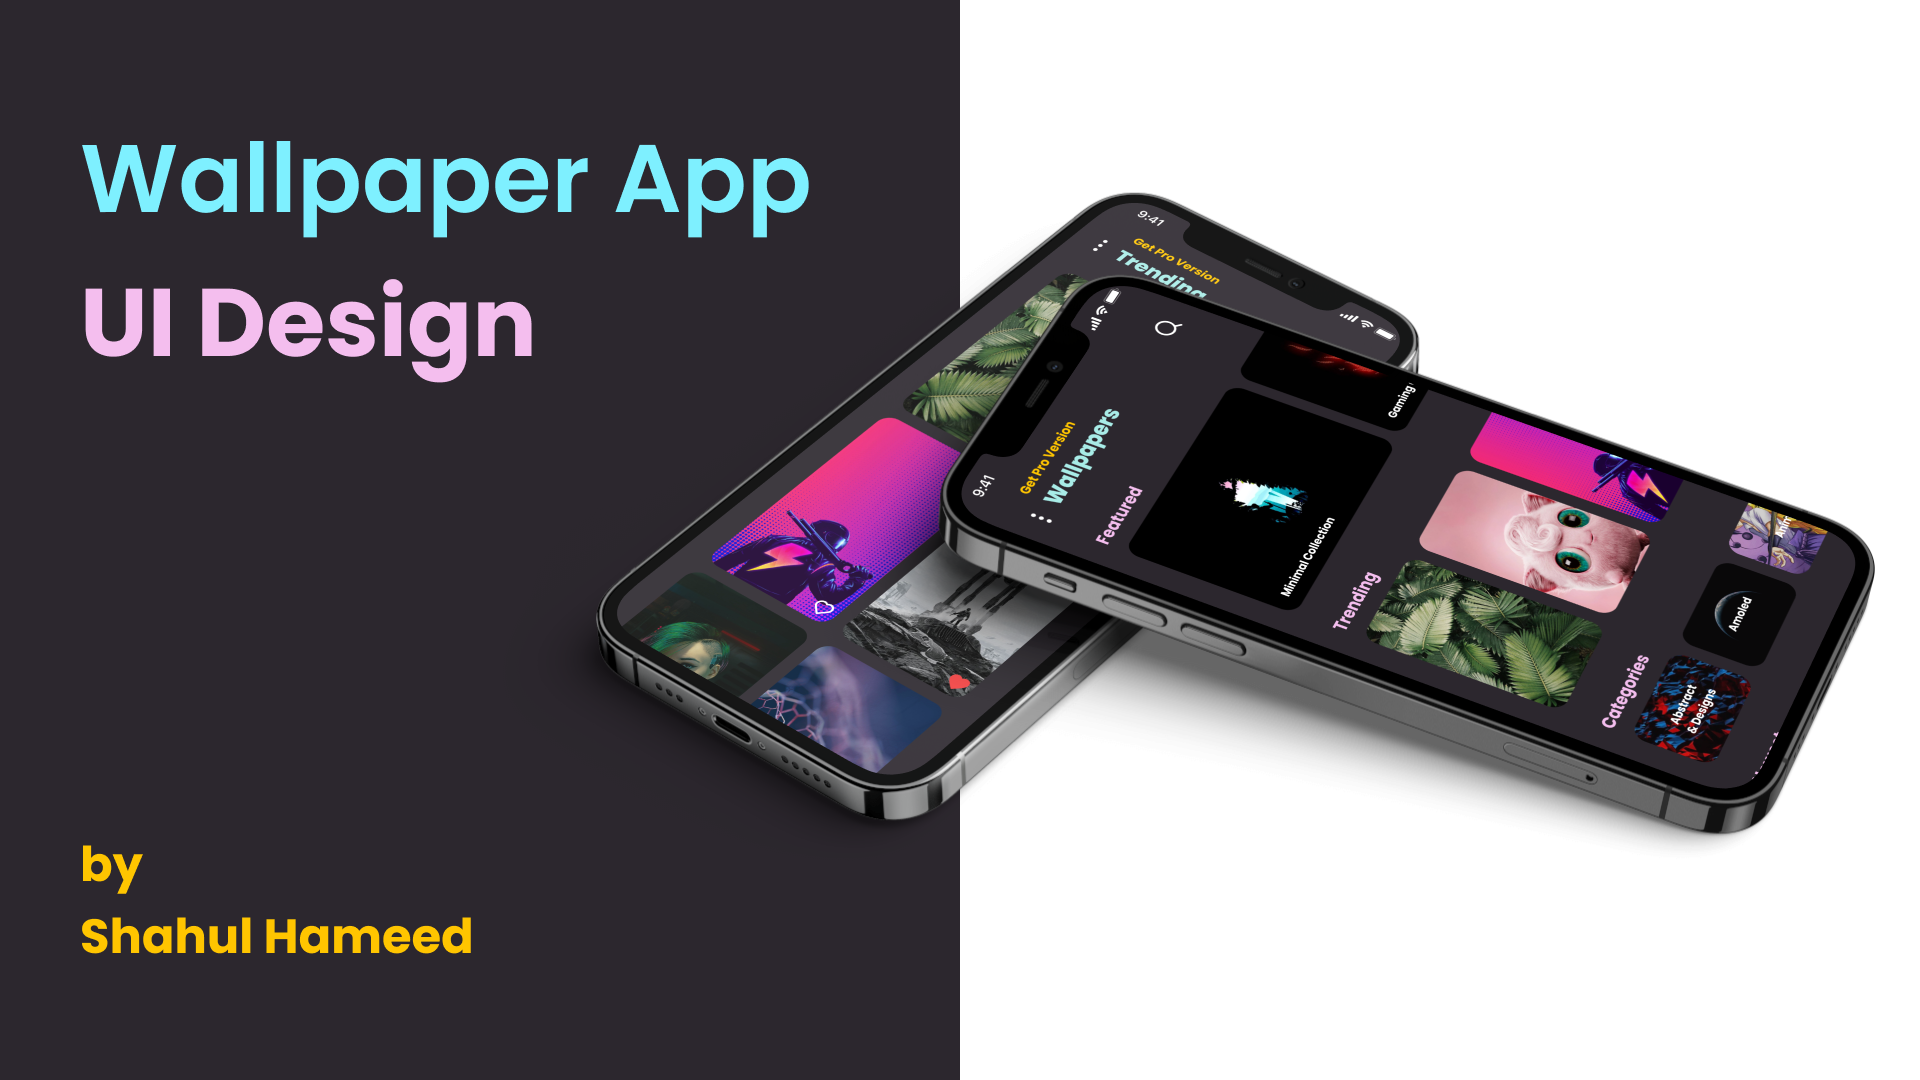 Wallpaper App
UI Design
by
Shahul Hameed
9:41
Get Pro Version
Trending
9:41
Get Pro Version
Wallpapers
Featured
Minimal Collection
Gaming
Trending
Categories
Abstract
& Designs
Amoled